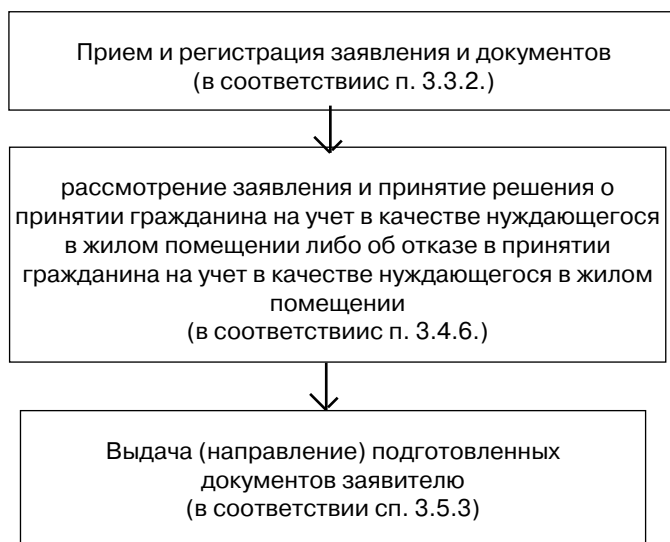 Прием и регистрация заявления и документов
(в соответствиис п. 3.3.2.)
рассмотрение заявления и принятие решения о
принятии гражданина на учет в качестве нуждающегося
в жилом помещении либо об отказе в принятии
гражданина на учет в качестве нуждающегося в жилом
помещении
(в соответствиис п. 3.4.6.)
Выдача (направление) подготовленных
документов заявителю
(в соответствии сп. 3.5.3)